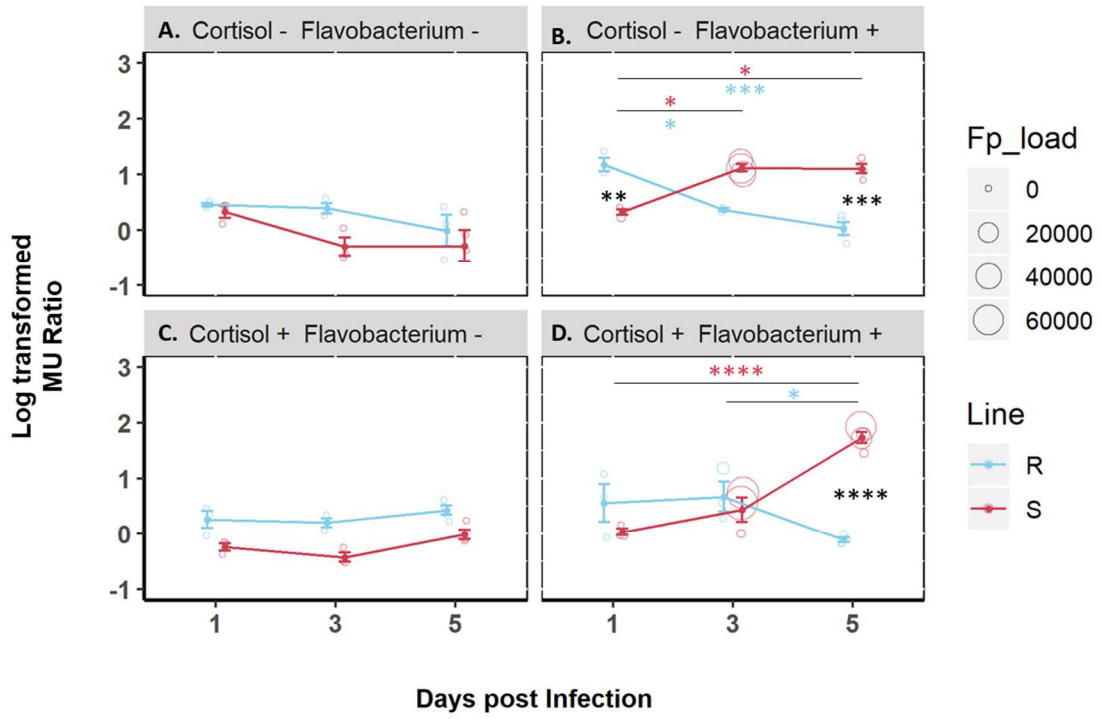 A. Cortisol - Flavobacterium -
B. Cortisol - Flavobacterium +
3
2
1
0
-1
*
***
*
*
**
***
C. Cortisol + Flavobacterium -
D. Cortisol + Flavobacterium +
3
2
1
0
-1
****
*
****
1 3 5
1 3 5
Log transformed
MU Ratio
Days post Infection
Fp_load
0
20000
40000
60000
Line
R
S